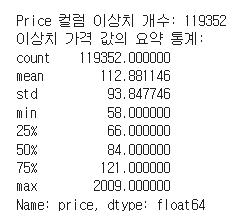 Price 컬럼 이상치 개수: 119352
이상치 가격 값의 요약 통계:
count    119352.000000
mean        112.881146
std          93.847746
min          58.000000
25%          66.000000
50%          84.000000
75%         121.000000
max        2009.000000
Name: price, dtype: float64